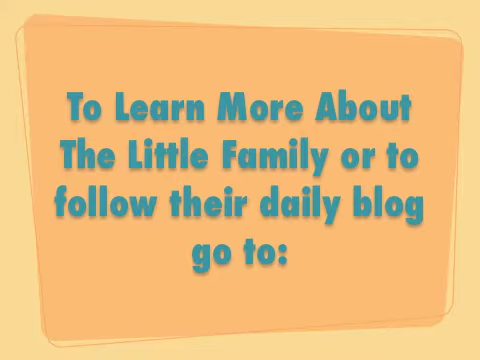 To Learn More About
The Little Family or to
follow their daily blog
go to: